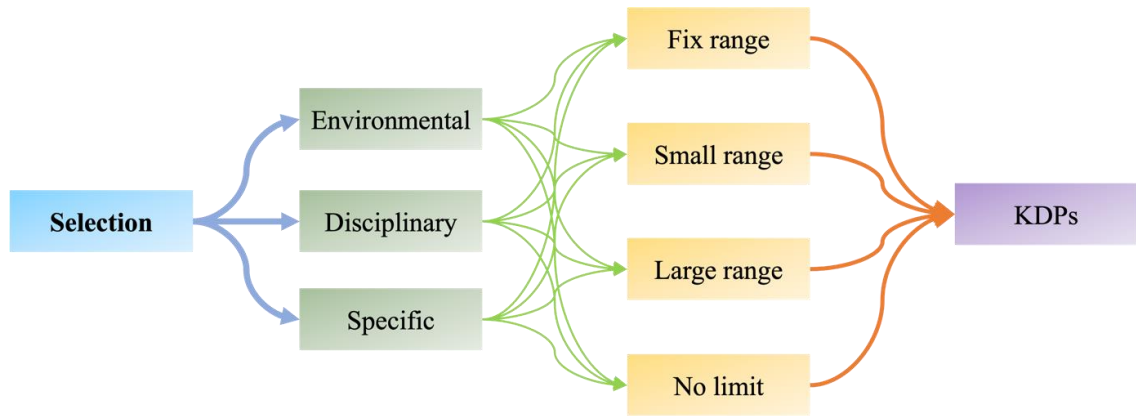 Selection
Environmental
Disciplinary
Specific
Fix range
Small range
Large range
No limit
KDPs